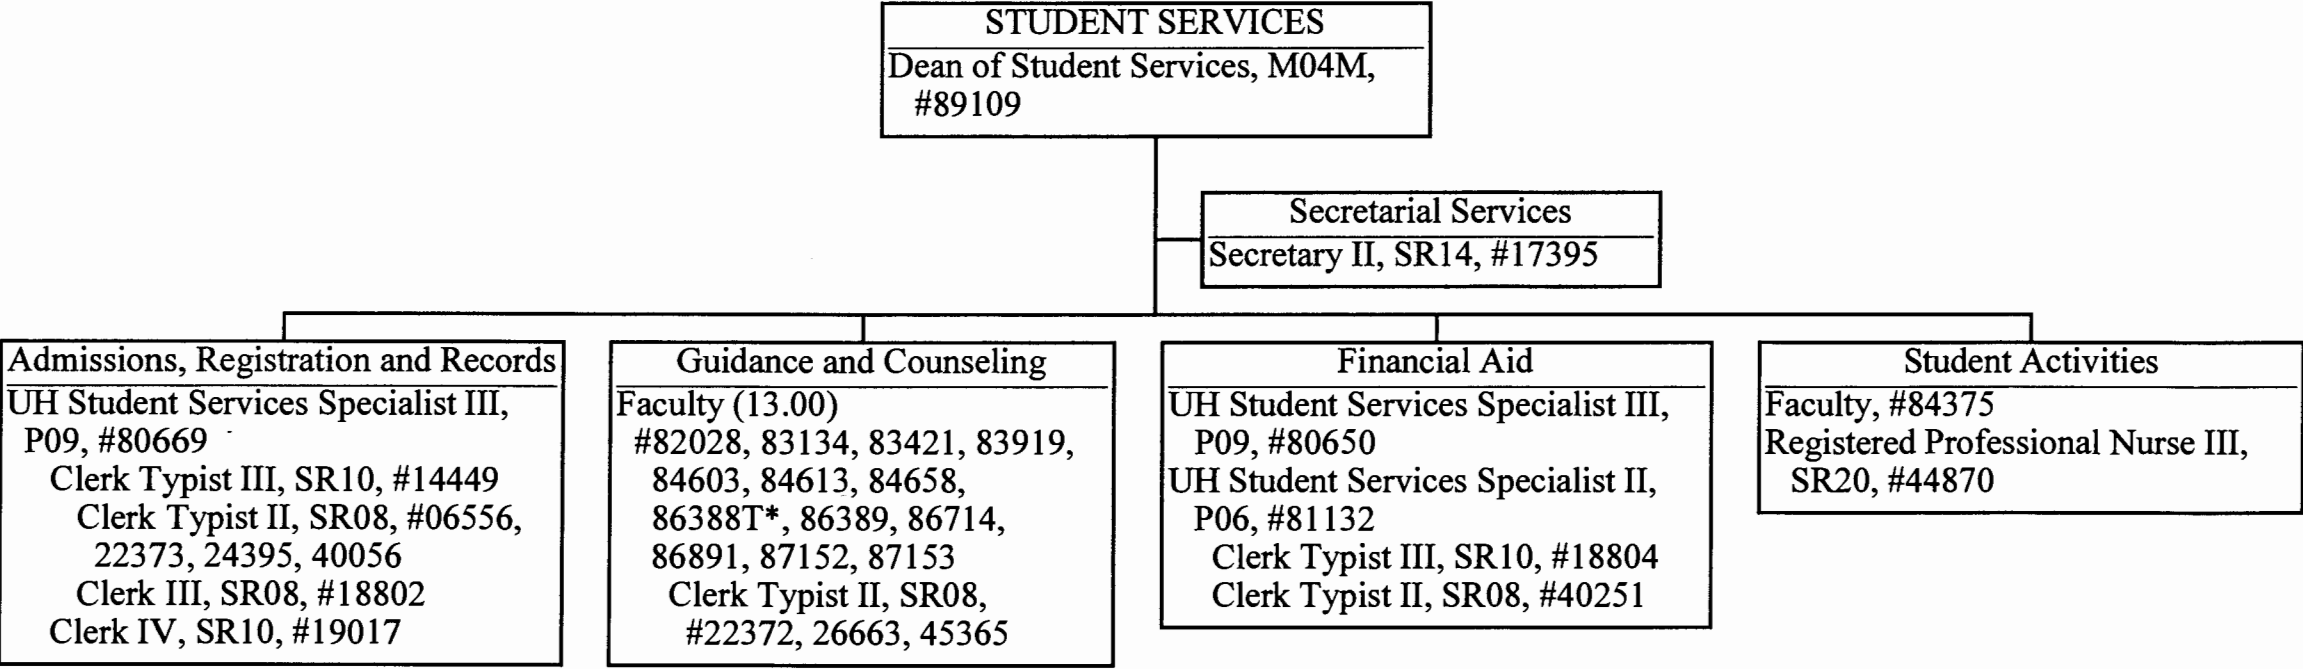 STUDENT SERVICES
Dean of Student Services, M04M,
#89109
Secretarial Services
Secretary II, SR14, #17395
Admissions, Registration and Records
UH Student Services Specialist III,
P09, #80669
Clerk Typist III, SR10, #14449
Clerk Typist II, SR08, #06556,
22373, 24395, 40056
Clerk III, SR08, #18802
Clerk IV, SR10, #19017
Guidance and Counseling
Faculty (13.00)
#82028, 83134, 83421, 83919,
84603, 84613, 84658,
86388T*, 86389, 86714,
86891, 87152, 87153
Clerk Typist II, SR08,
#22372, 26663, 45365
Financial Aid
UH Student Services Specialist III,
P09, #80650
UH Student Services Specialist II,
P06, #81132
Clerk Typist III, SR10, #18804
Clerk Typist II, SR08, #40251
Student Activities
Faculty, #84375
Registered Professional Nurse III,
SR20, #44870